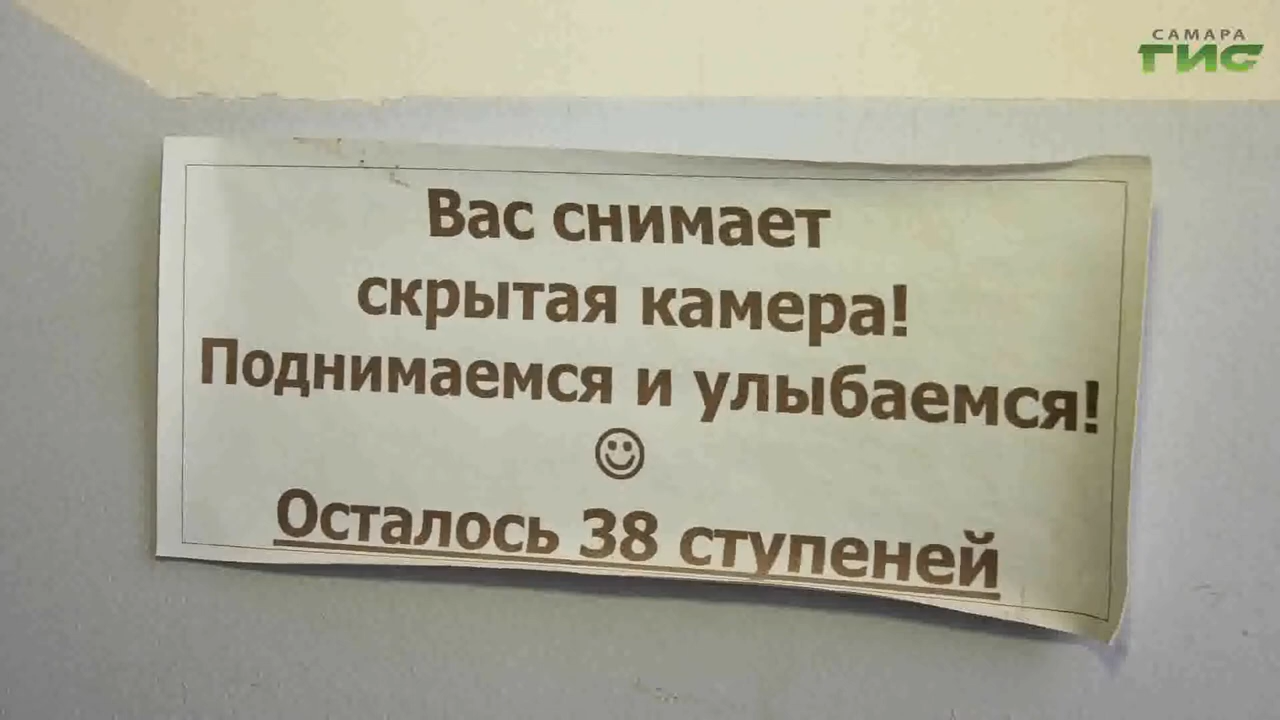 САМАРА
ГИС
Вас снимает
скрытая камера!
Поднимаемся и улыбаемся!
☺
Осталось 38 ступеней